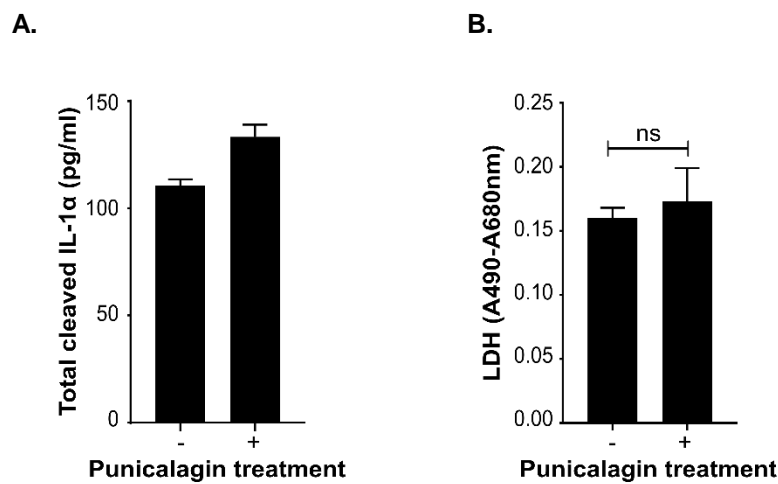 A.
B.
Total cleaved IL-1α (pg/ml)
150
100
50
0
-
+
Punicalagin treatment
LDH (A490-A680nm)
0.25
0.20
0.15
0.10
0.05
0.00
ns
-
+
Punicalagin treatment